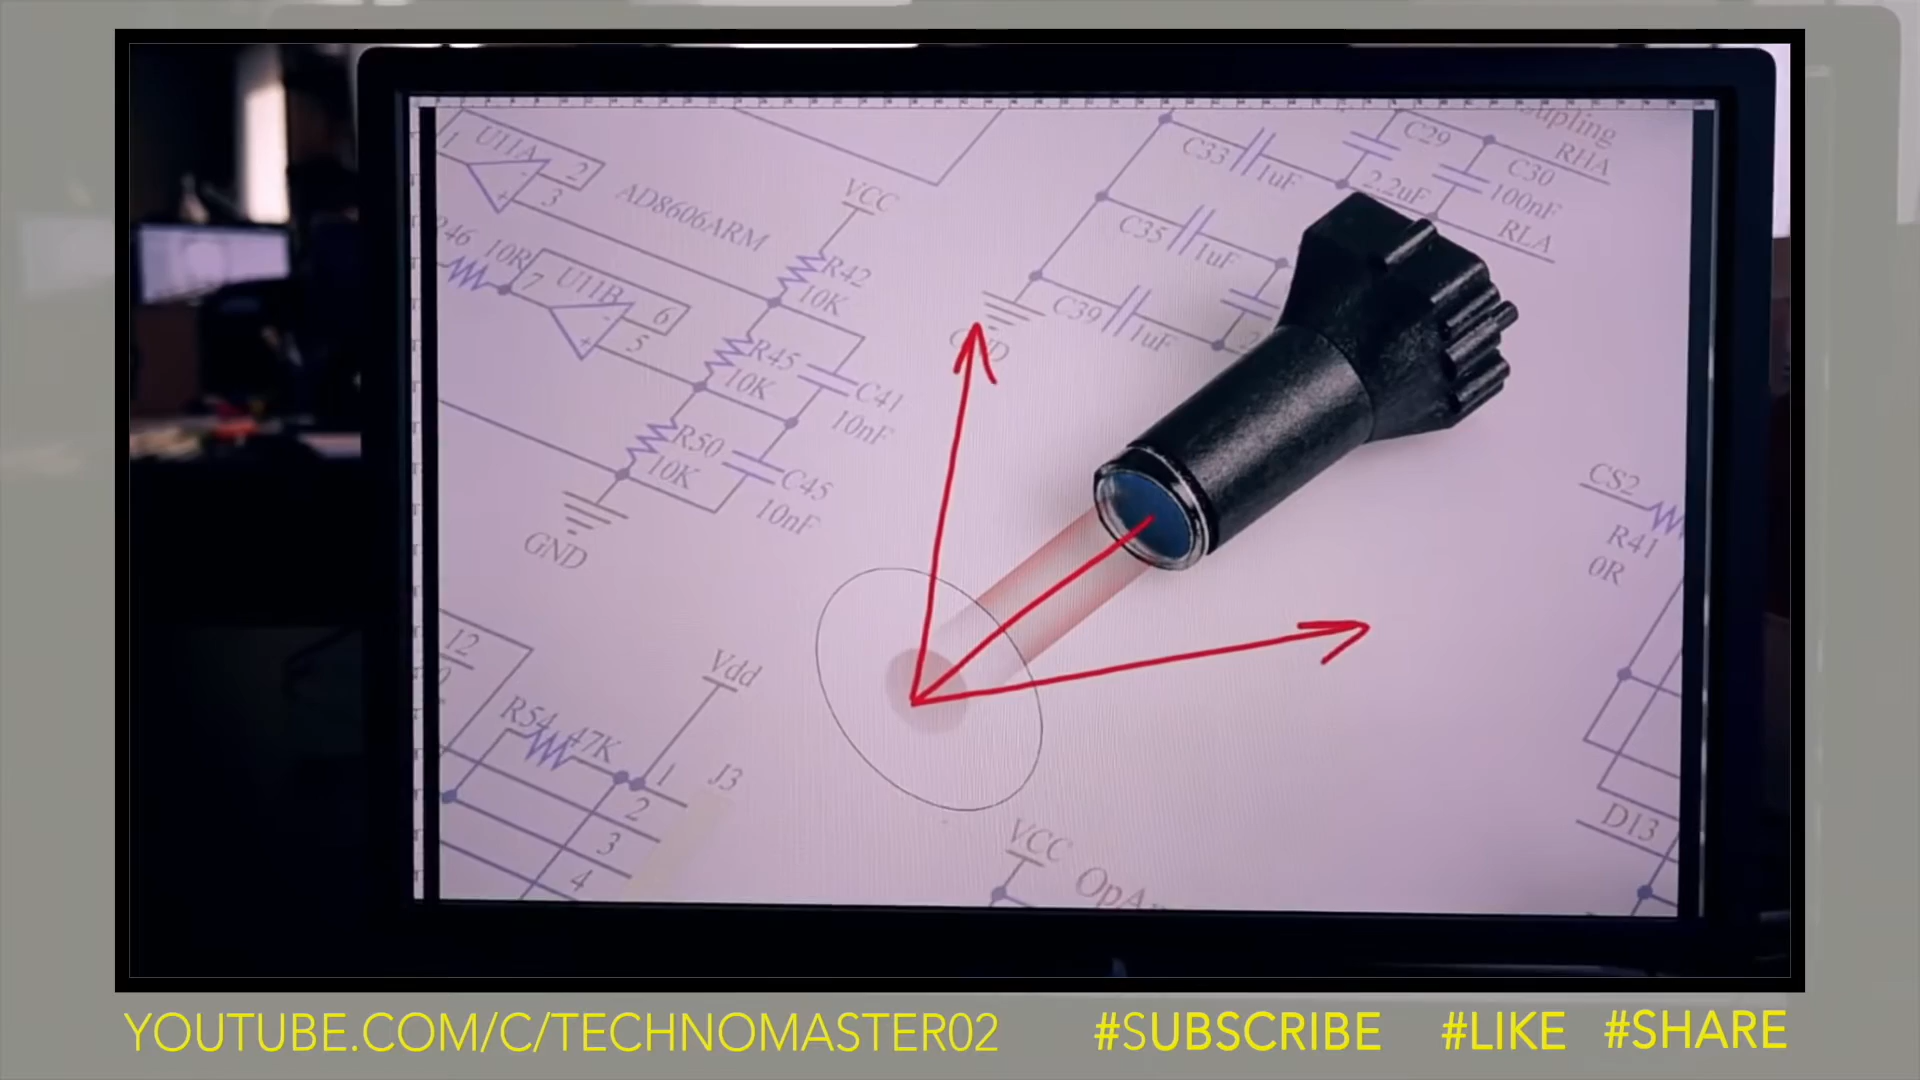 U11A
1
2
3
AD8606ARM
10R
7
U11B
6
5
VCC
R42
10K
R45
10K
C41
10nF
R50
10K
C45
10nF
GND
C33
1uF
C29
2.2uF
C30
100nF
RHA
RLA
C35
1uF
C39
1uF
CS2
R41
0R
12
Vdd
R54
47K
1
J3
2
3
4
VCC
D13
YOUTUBE.COM/C/TECHNOMASTER02 #SUBSCRIBE #LIKE #SHARE